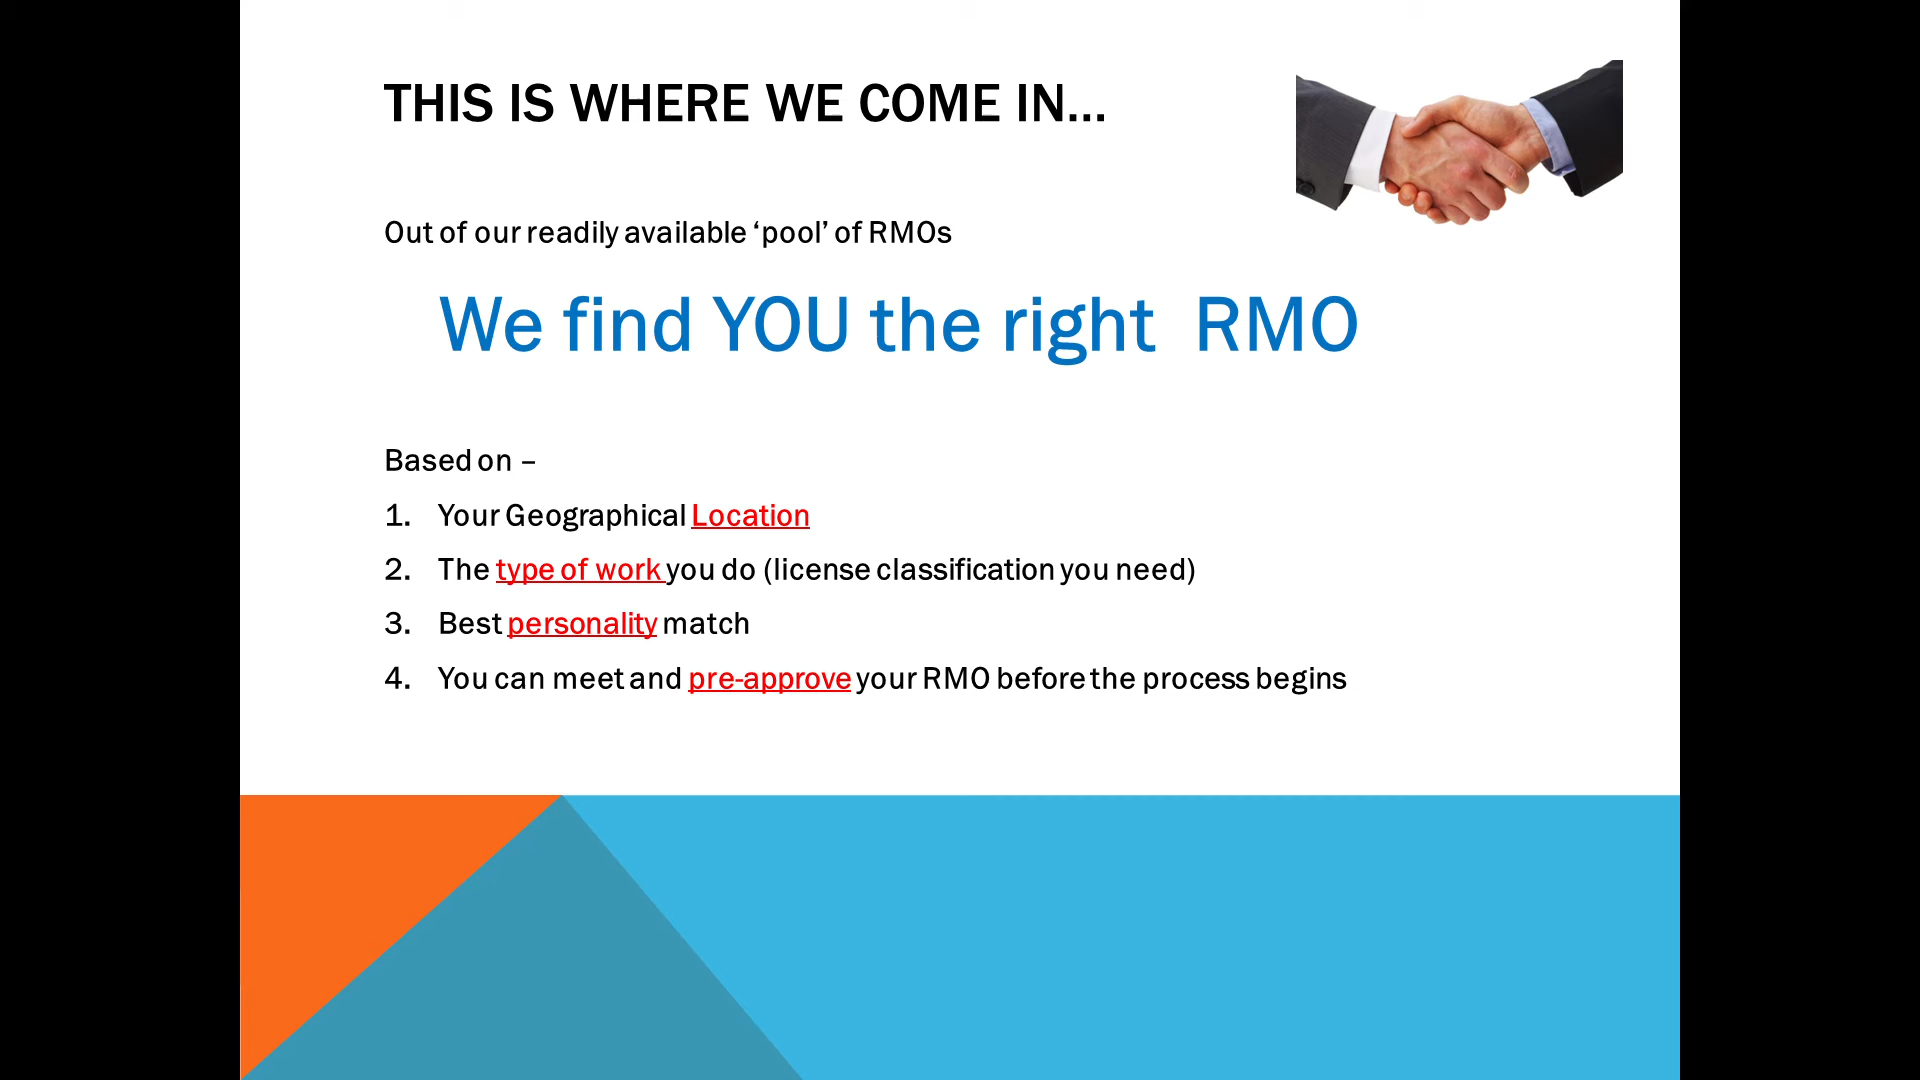 THIS IS WHERE WE COME IN...
Out of our readily available ‘pool’ of RMOs
We find YOU the right RMO
Based on –
1. Your Geographical Location
2. The type of work you do (license classification you need)
3. Best personality match
4. You can meet and pre-approve your RMO before the process begins